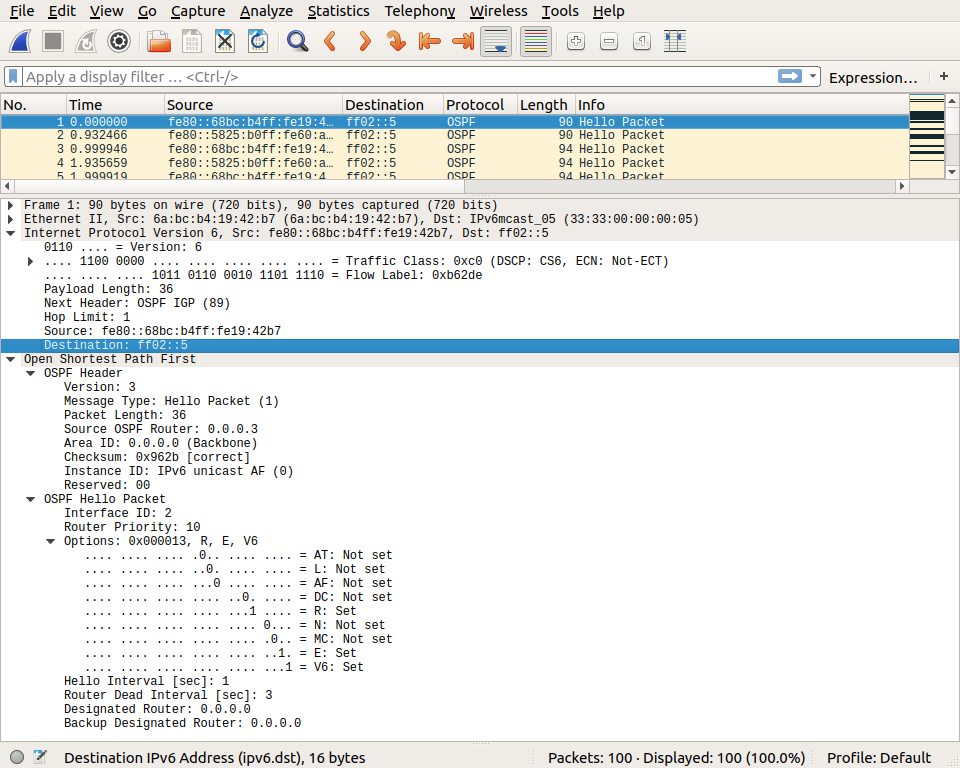 File Edit View Go Capture Analyze Statistics Telephony Wireless Tools Help
Apply a display filter … <Ctrl-/> Expression… +
No. Time Source Destination Protocol Length Info
1 0.000000 fe80::68bc:b4ff:fe19:4… ff02::5 OSPF 90 Hello Packet
2 0.932466 fe80::5825:b0ff:fe60:a… ff02::5 OSPF 90 Hello Packet
3 0.999946 fe80::68bc:b4ff:fe19:4… ff02::5 OSPF 94 Hello Packet
4 1.935659 fe80::5825:b0ff:fe60:a… ff02::5 OSPF 94 Hello Packet
5 1.999919 fe80::68bc:b4ff:fe19:4… ff02::5 OSPF 94 Hello Packet
Frame 1: 90 bytes on wire (720 bits), 90 bytes captured (720 bits)
Ethernet II, Src: 6a:bc:b4:19:42:b7 (6a:bc:b4:19:42:b7), Dst: IPv6mcast_05 (33:33:00:00:00:05)
Internet Protocol Version 6, Src: fe80::68bc:b4ff:fe19:42b7, Dst: ff02::5
0110 .... = Version: 6
.... 1100 0000 .... .... .... .... .... = Traffic Class: 0xc0 (DSCP: CS6, ECN: Not-ECT)
.... .... .... 1011 0110 0010 1101 1110 = Flow Label: 0xb62de
Payload Length: 36
Next Header: OSPF IGP (89)
Hop Limit: 1
Source: fe80::68bc:b4ff:fe19:42b7
Destination: ff02::5
Open Shortest Path First
OSPF Header
Version: 3
Message Type: Hello Packet (1)
Packet Length: 36
Source OSPF Router: 0.0.0.3
Area ID: 0.0.0.0 (Backbone)
Checksum: 0x962b [correct]
Instance ID: IPv6 unicast AF (0)
Reserved: 00
OSPF Hello Packet
Interface ID: 2
Router Priority: 10
Options: 0x000013, R, E, V6
.... .... .... .0.. .... .... = AT: Not set
.... .... .... ..0. .... .... = L: Not set
.... .... .... ...0 .... .... = AF: Not set
.... .... .... .... ..0. .... = DC: Not set
.... .... .... .... ...1 .... = R: Set
.... .... .... .... .... 0... = N: Not set
.... .... .... .... .... .0.. = MC: Not set
.... .... .... .... .... ..1. = E: Set
.... .... .... .... .... ...1 = V6: Set
Hello Interval [sec]: 1
Router Dead Interval [sec]: 3
Designated Router: 0.0.0.0
Backup Designated Router: 0.0.0.0
Destination IPv6 Address (ipv6.dst), 16 bytes Packets: 100 · Displayed: 100 (100.0%) Profile: Default